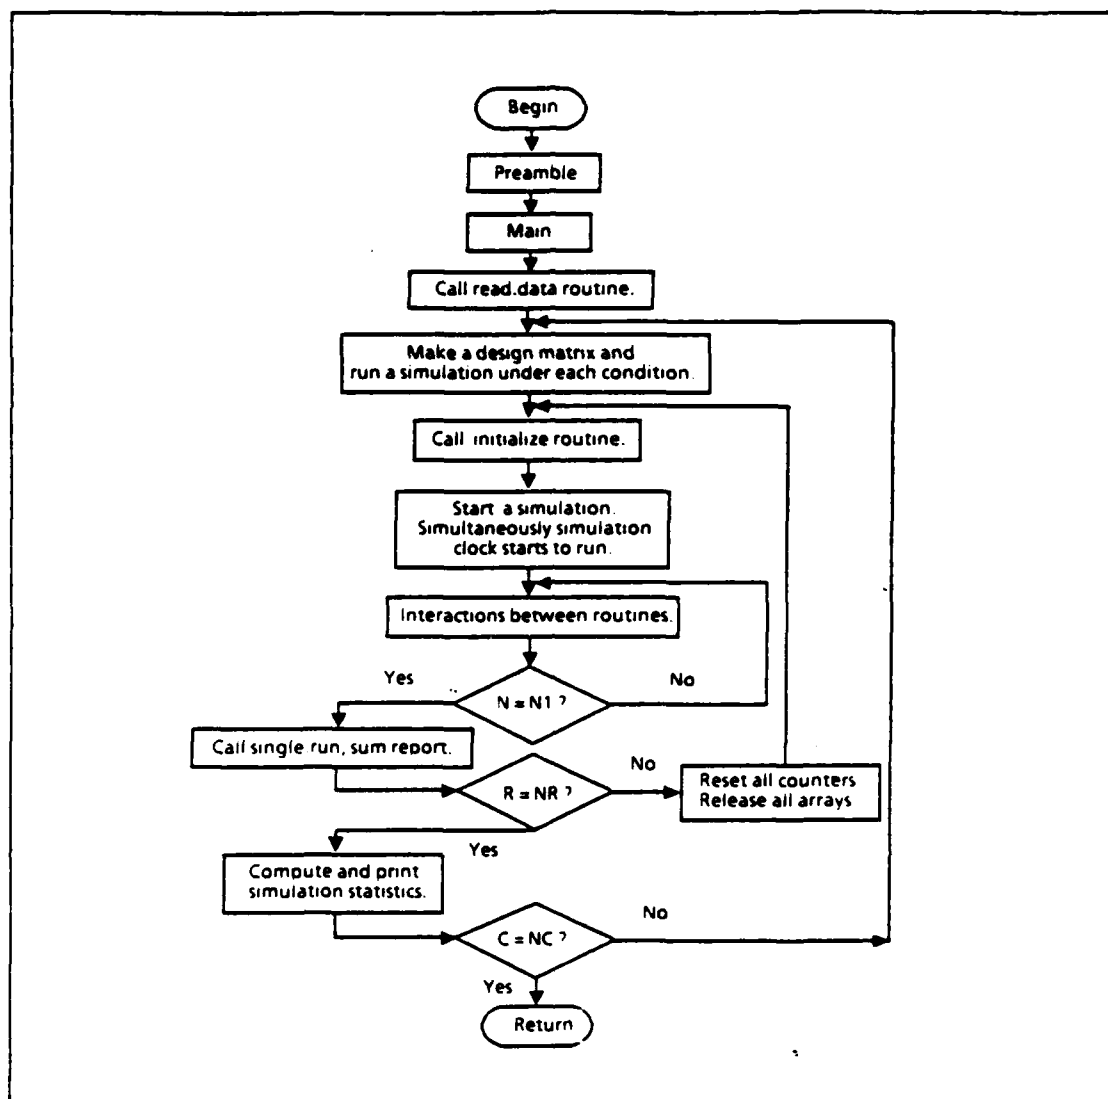 Begin
Preamble
Main
Call read.data routine.
Make a design matrix and
run a simulation under each condition.
Call initialize routine.
Start a simulation.
Simultaneously simulation
clock starts to run.
Interactions between routines.
Yes
No
N = N1 ?
Call single run, sum report.
No
R = NR ?
Reset all counters
Release all arrays
Yes
Compute and print
simulation statistics.
No
C = NC ?
Yes
Return